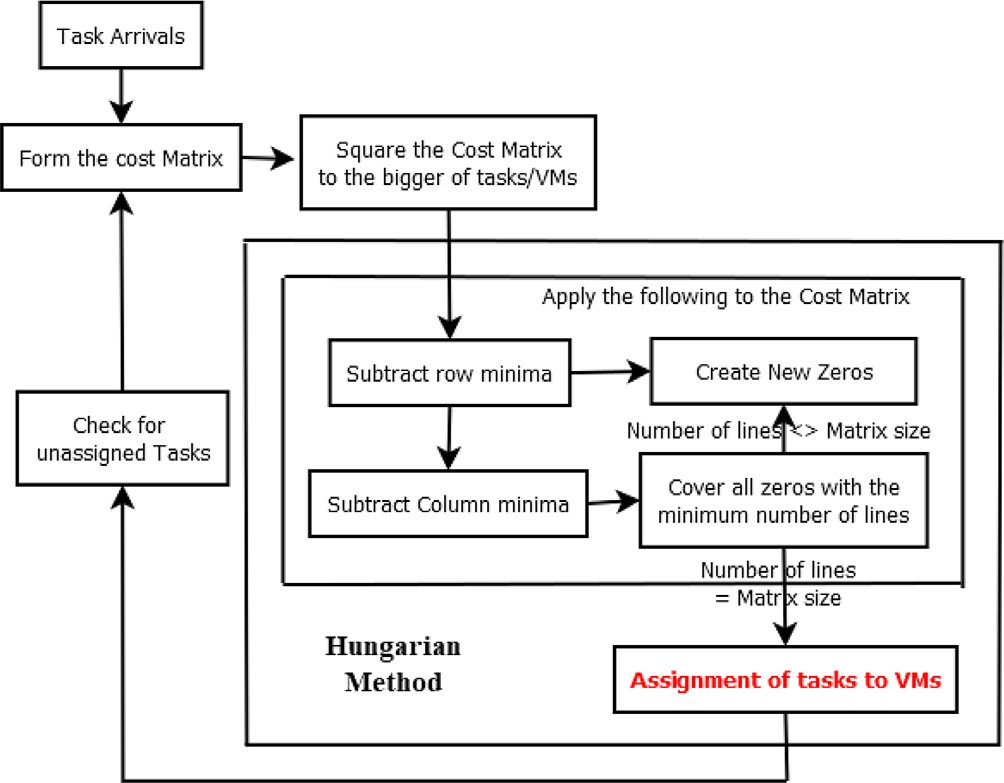 Task Arrivals
Form the cost Matrix
Square the Cost Matrix
to the bigger of tasks/VMs
Apply the following to the Cost Matrix
Subtract row minima
Create New Zeros
Check for
unassigned Tasks
Number of lines <> Matrix size
Subtract Column minima
Cover all zeros with the
minimum number of lines
Number of lines
= Matrix size
Hungarian
Method
Assignment of tasks to VMs